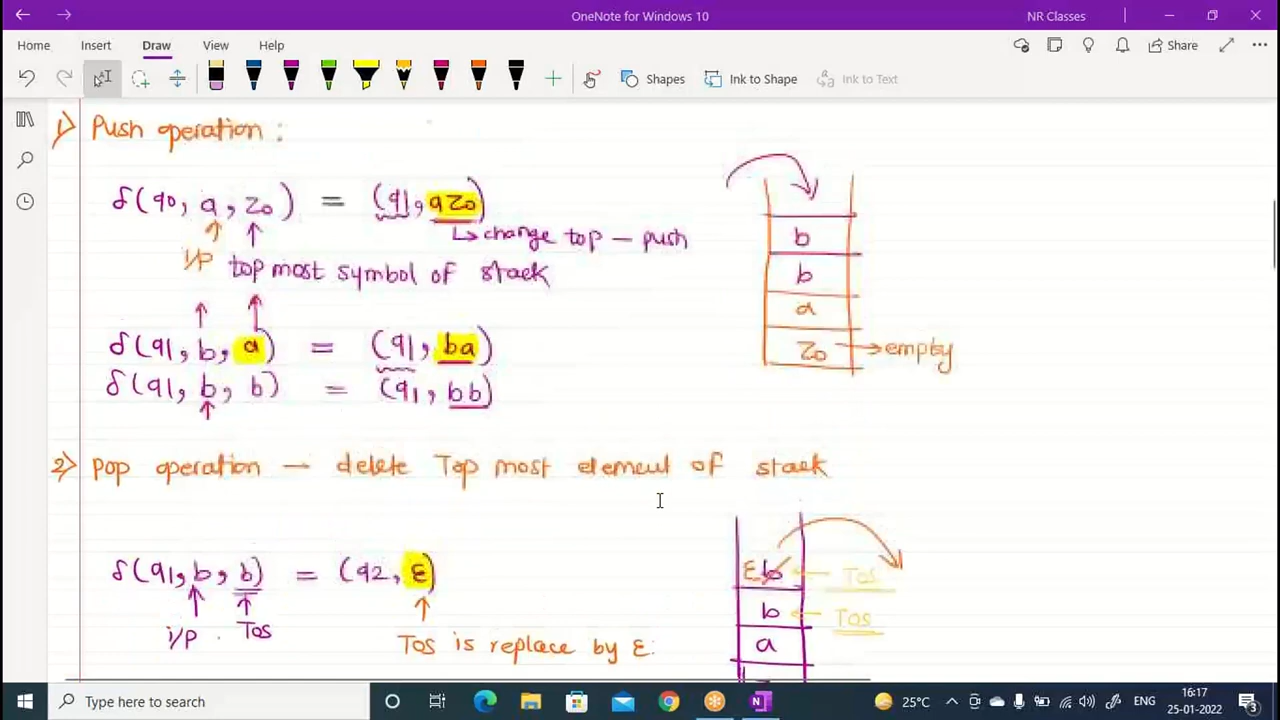 OneNote for Windows 10
NR Classes
Home Insert Draw View Help
Share
Shapes Ink to Shape Ink to Text
1) Push operation :
δ(q0, a, z0) = (q1, az0)
↳ change top – push
i/p top most symbol of stack
δ(q1, b, a) = (q1, ba)
δ(q1, b, b) = (q1, bb)
b
b
a
z0 → empty
2) Pop operation – delete Top most element of stack
δ(q1, b, b) = (q2, ε)
i/p . Tos
Tos is replace by ε.
εb ← Tos
b ← Tos
a
Type here to search
25°C
ENG
16:17
25-01-2022
3